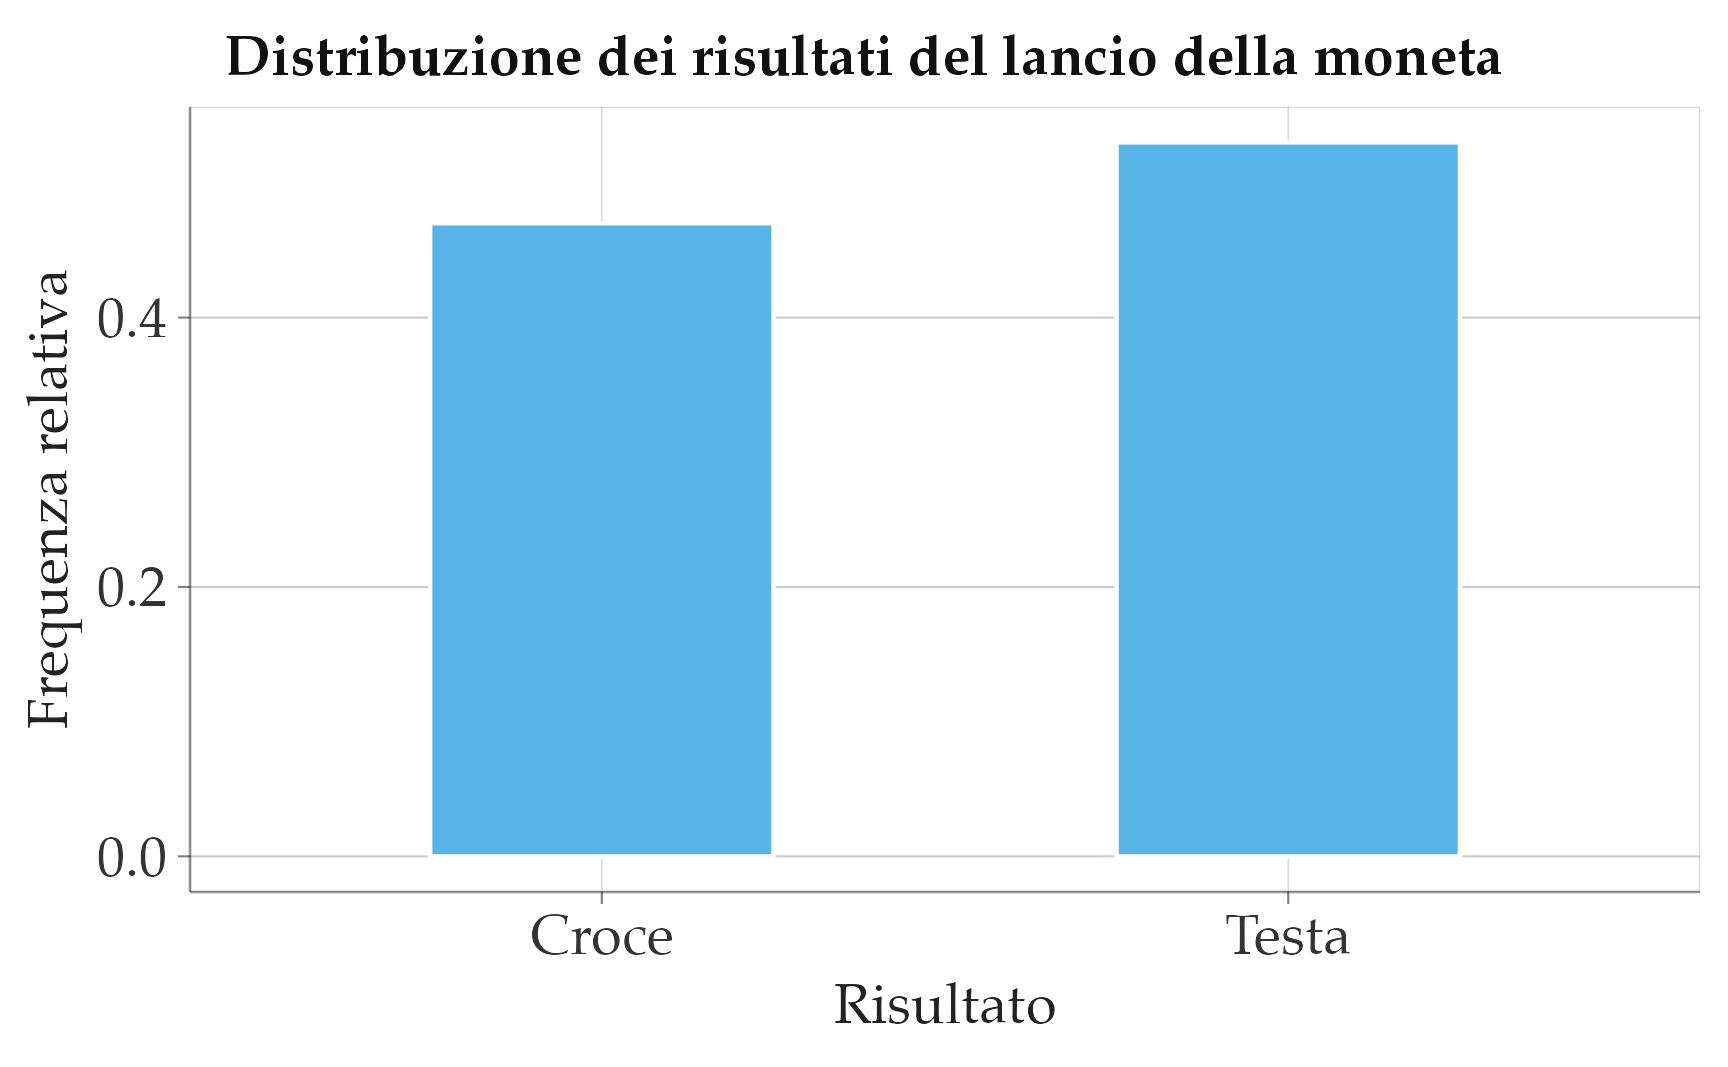 Distribuzione dei risultati del lancio della moneta
Frequenza relativa
0.4
0.2
0.0
Croce
Testa
Risultato